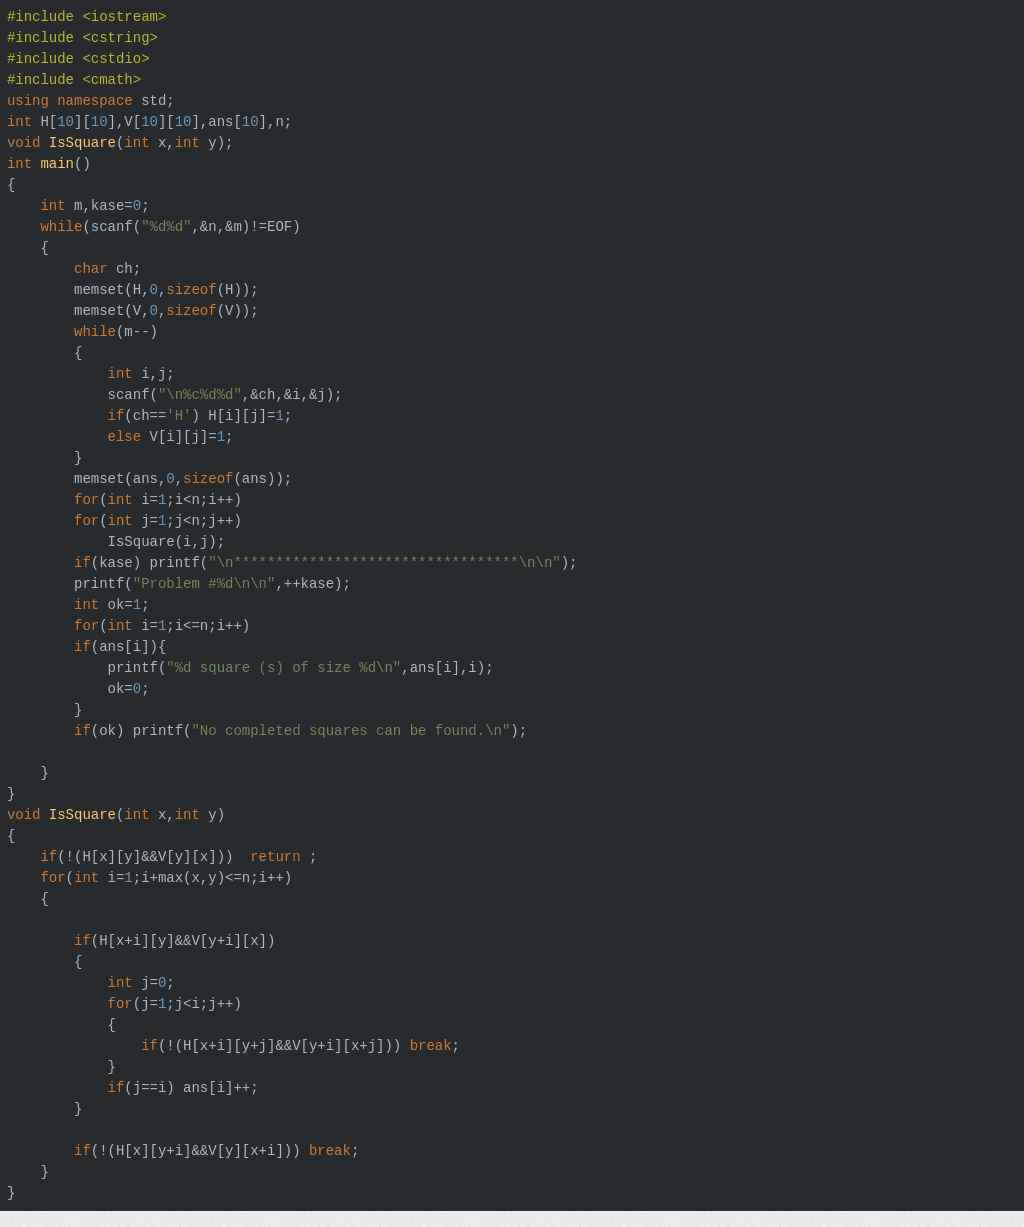 #include <iostream>
#include <cstring>
#include <cstdio>
#include <cmath>
using namespace std;
int H[10][10],V[10][10],ans[10],n;
void IsSquare(int x,int y);
int main()
{
    int m,kase=0;
    while(scanf("%d%d",&n,&m)!=EOF)
    {
        char ch;
        memset(H,0,sizeof(H));
        memset(V,0,sizeof(V));
        while(m--)
        {
            int i,j;
            scanf("\n%c%d%d",&ch,&i,&j);
            if(ch=='H') H[i][j]=1;
            else V[i][j]=1;
        }
        memset(ans,0,sizeof(ans));
        for(int i=1;i<n;i++)
        for(int j=1;j<n;j++)
            IsSquare(i,j);
        if(kase) printf("\n**********************************\n\n");
        printf("Problem #%d\n\n",++kase);
        int ok=1;
        for(int i=1;i<=n;i++)
        if(ans[i]){
            printf("%d square (s) of size %d\n",ans[i],i);
            ok=0;
        }
        if(ok) printf("No completed squares can be found.\n");

    }
}
void IsSquare(int x,int y)
{
    if(!(H[x][y]&&V[y][x]))  return ;
    for(int i=1;i+max(x,y)<=n;i++)
    {

        if(H[x+i][y]&&V[y+i][x])
        {
            int j=0;
            for(j=1;j<i;j++)
            {
                if(!(H[x+i][y+j]&&V[y+i][x+j])) break;
            }
            if(j==i) ans[i]++;
        }

        if(!(H[x][y+i]&&V[y][x+i])) break;
    }
}